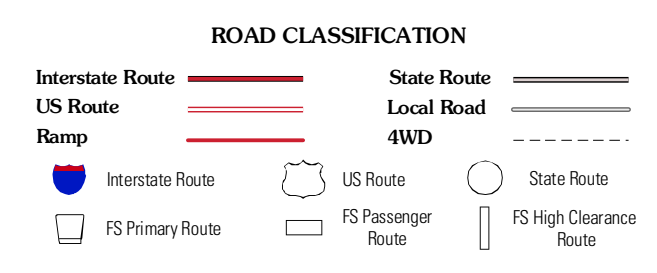 ROAD CLASSIFICATION
Interstate Route
State Route
US Route
Local Road
Ramp
4WD
Interstate Route
US Route
State Route
FS Primary Route
FS Passenger
Route
FS High Clearance
Route